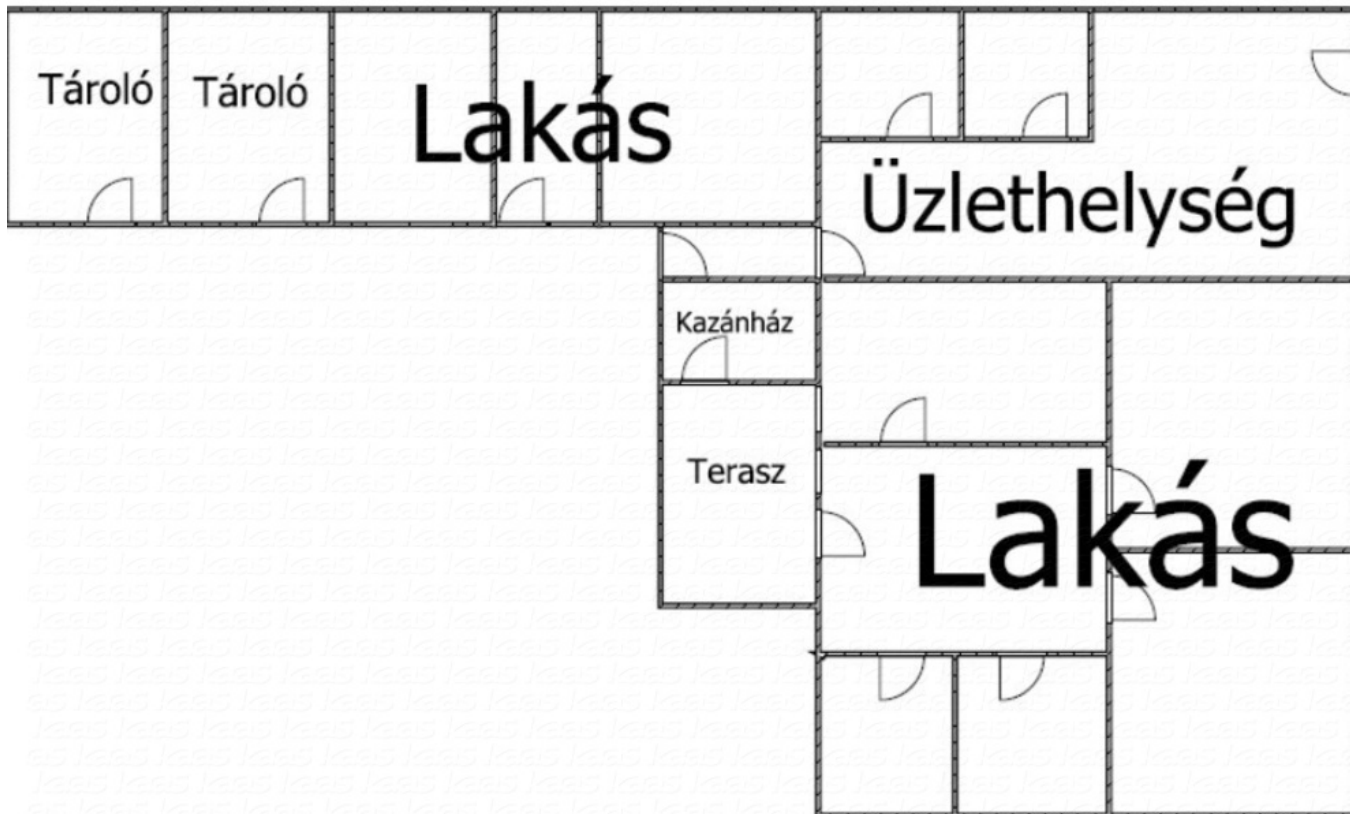 Tároló
Tároló
Lakás
Üzlethelység
Kazánház
Terasz
Lakás